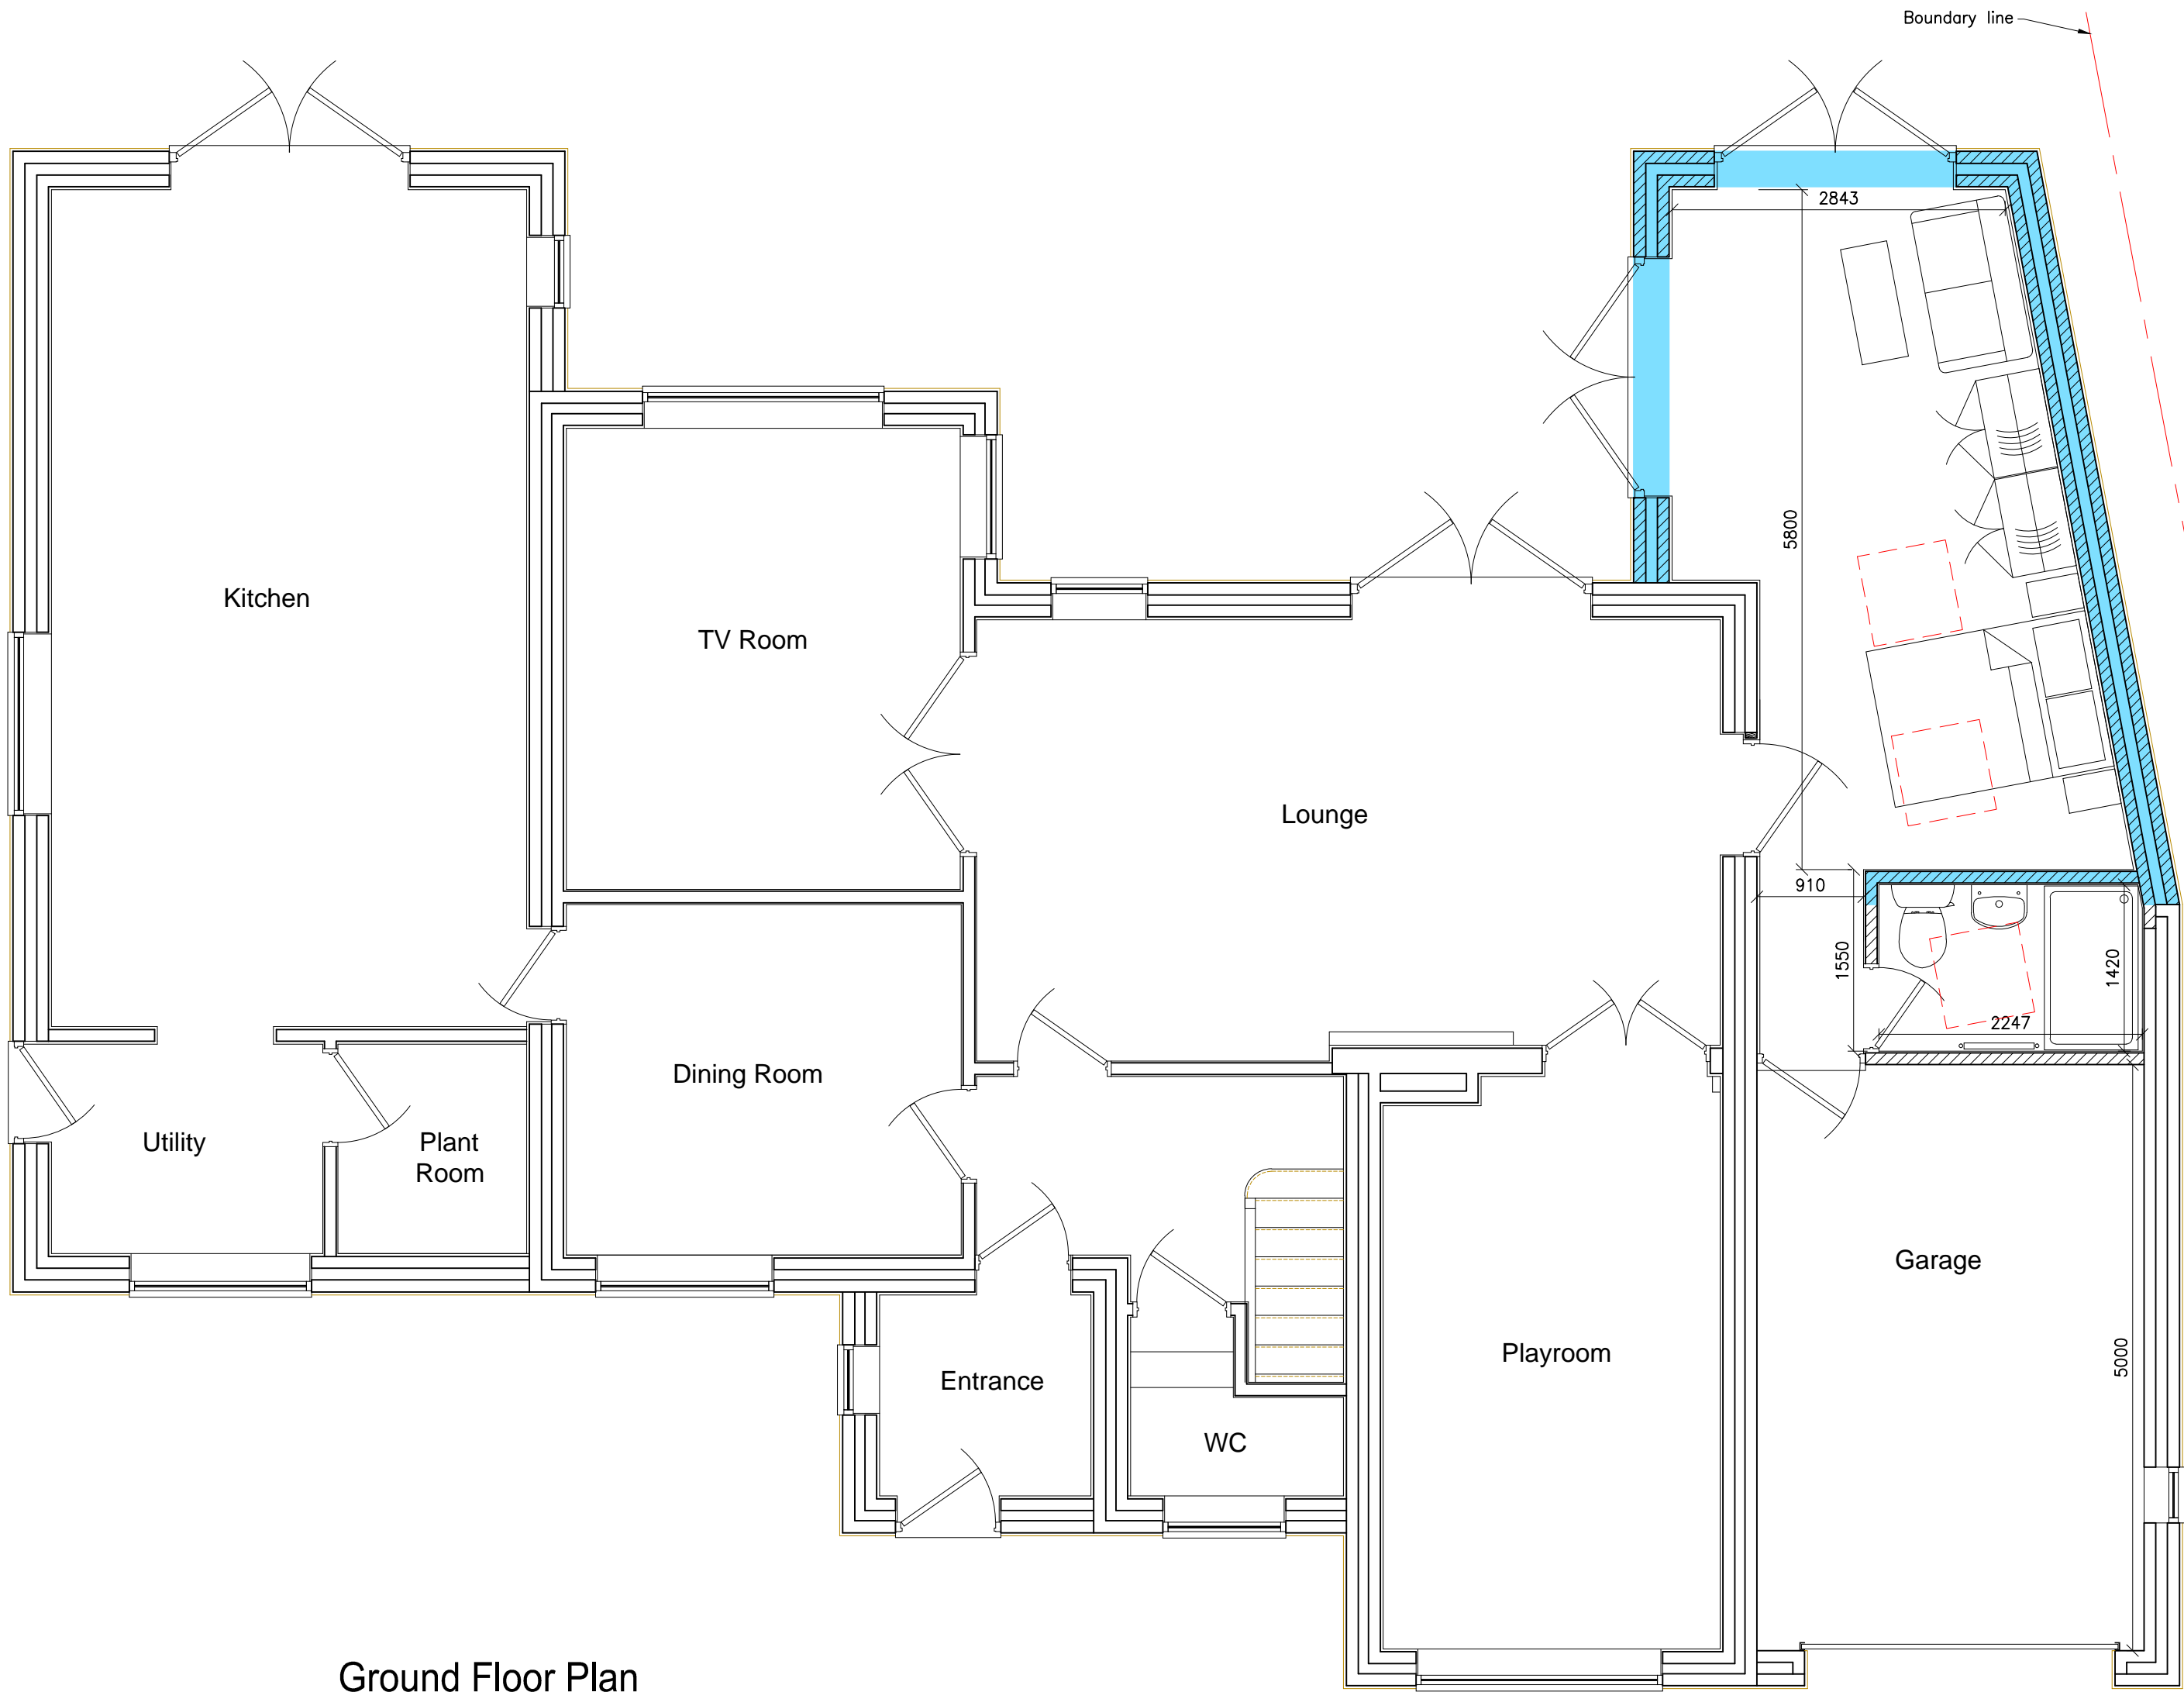 Boundary line
2843
5800
Kitchen
TV Room
Lounge
910
1550
1420
2247
Dining Room
Utility
Plant
Room
Garage
Playroom
5000
Entrance
WC
Ground Floor Plan